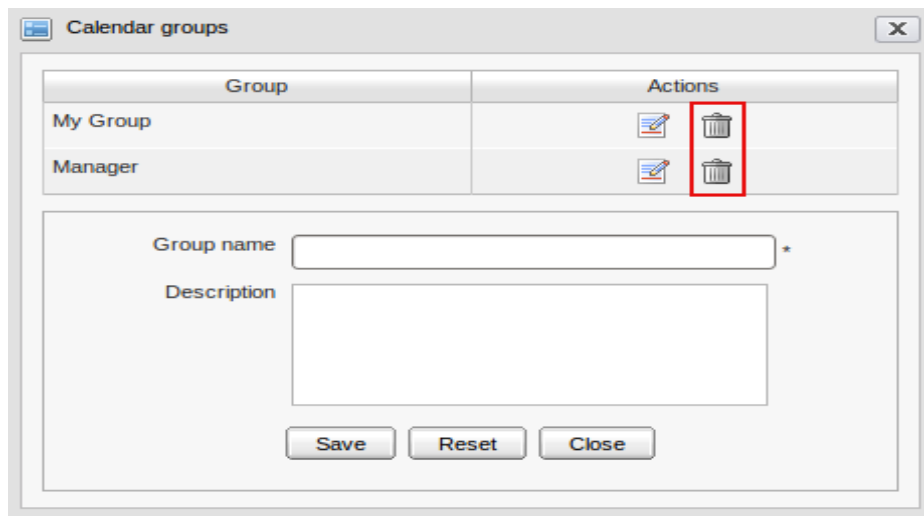 Calendar groups
Group Actions
My Group
Manager
Group name *
Description
Save Reset Close